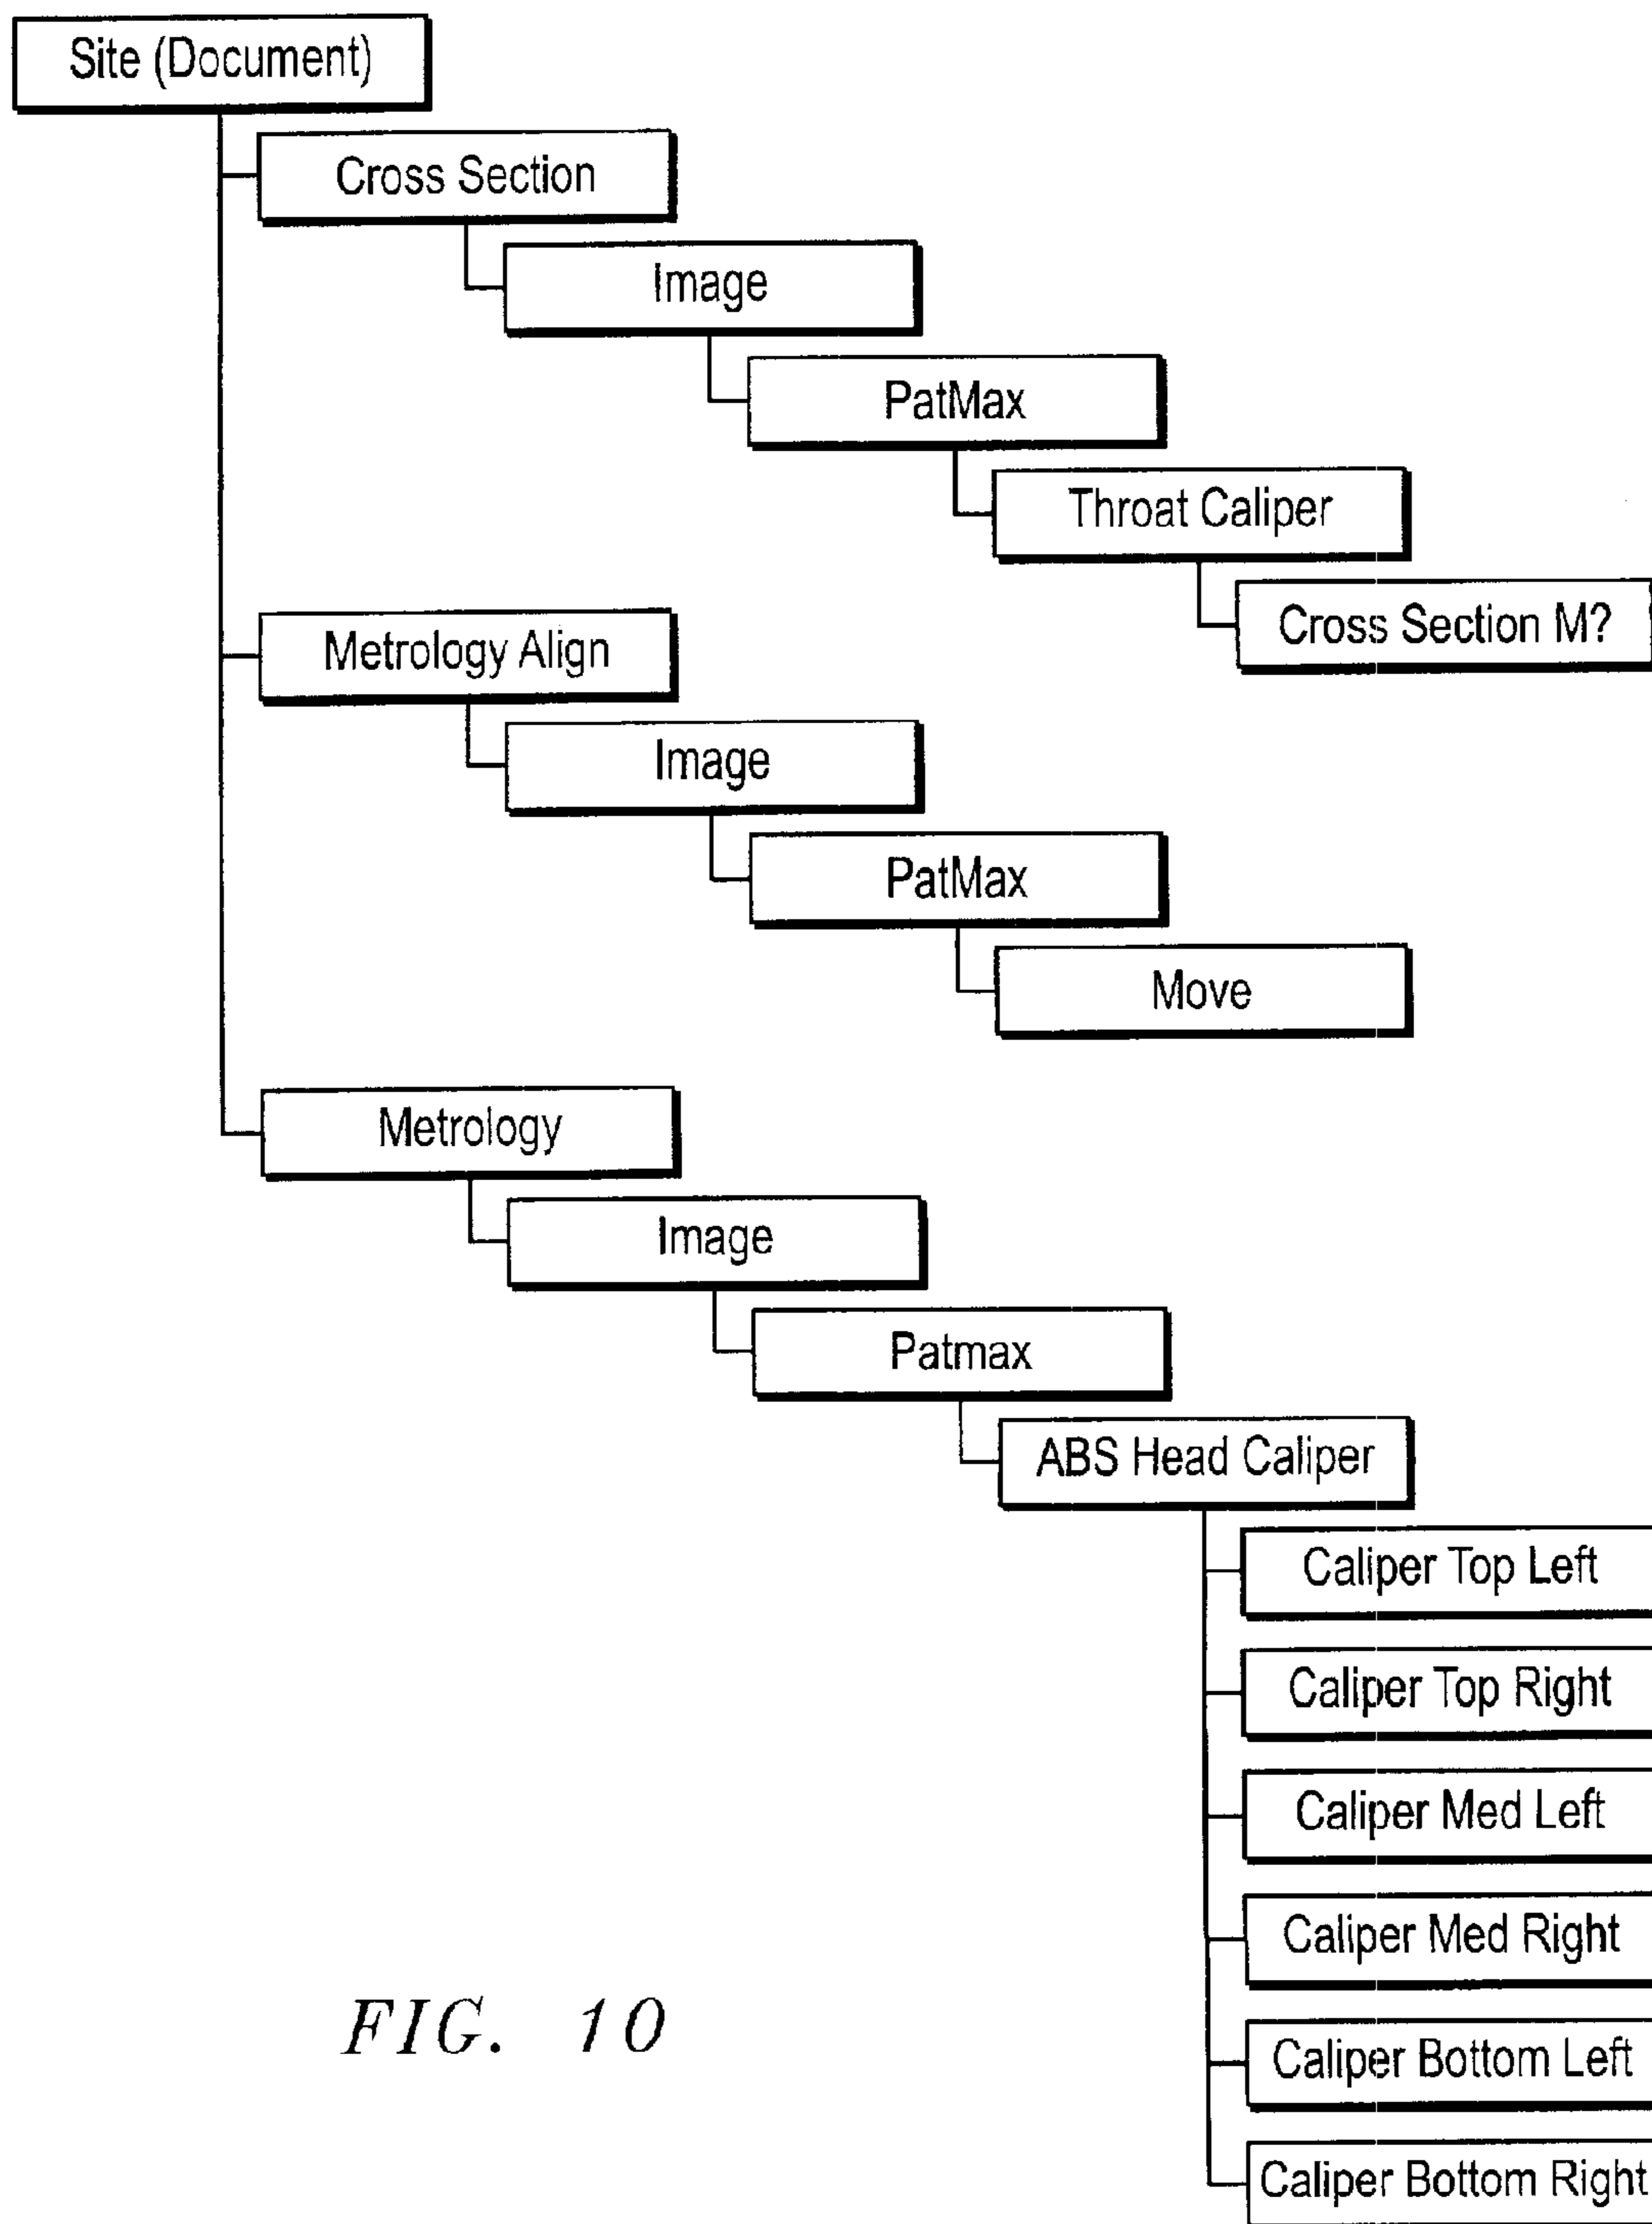 Site (Document)
Cross Section
Image
PatMax
Throat Caliper
Cross Section M?
Metrology Align
Image
PatMax
Move
Metrology
Image
Patmax
ABS Head Caliper
Caliper Top Left
Caliper Top Right
Caliper Med Left
Caliper Med Right
Caliper Bottom Left
Caliper Bottom Right
FIG. 10